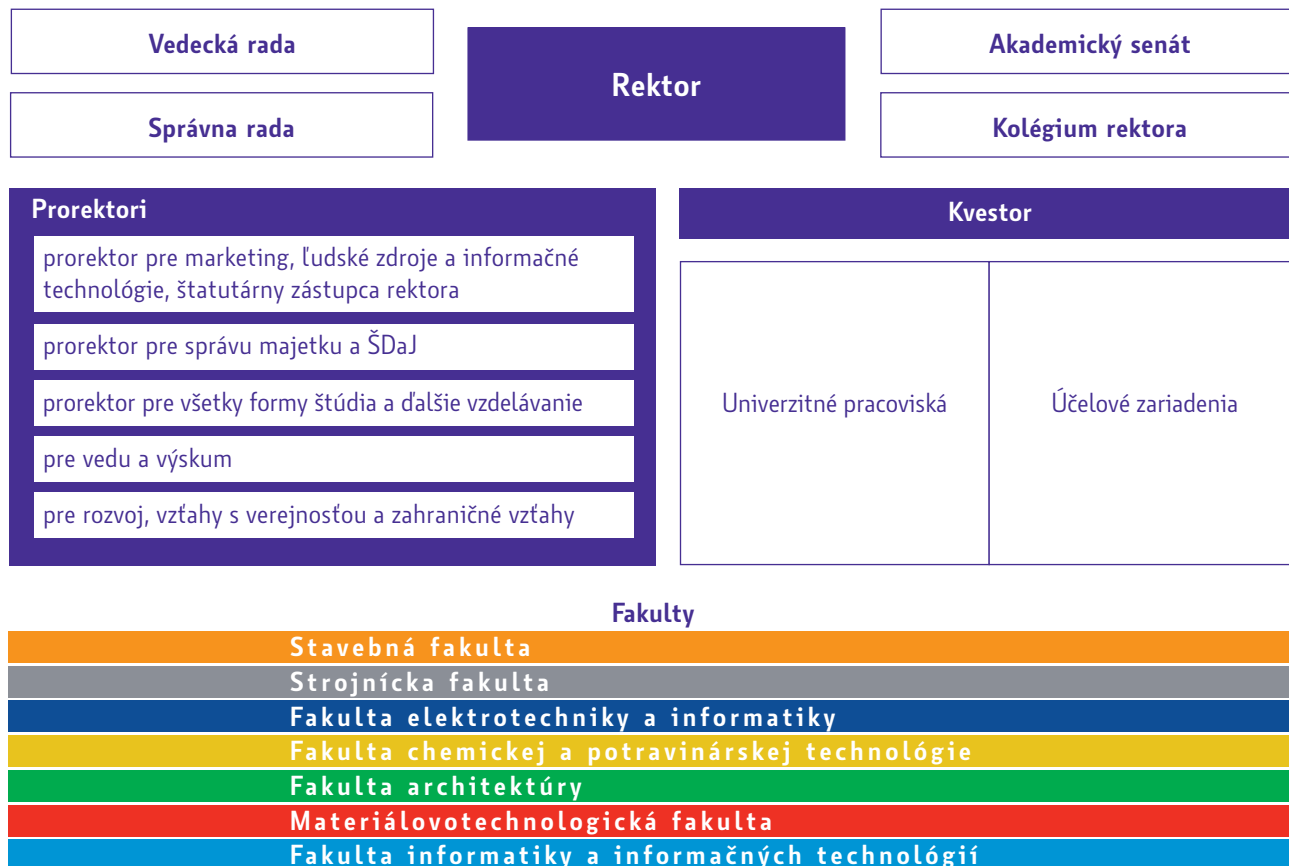 Vedecká rada
Správna rada
Rektor
Akademický senát
Kolégium rektora
Prorektori
prorektor pre marketing, ľudské zdroje a informačné
technológie, štatutárny zástupca rektora
prorektor pre správu majetku a ŠDaJ
prorektor pre všetky formy štúdia a ďalšie vzdelávanie
pre vedu a výskum
pre rozvoj, vzťahy s verejnosťou a zahraničné vzťahy
Kvestor
Univerzitné pracoviská
Účelové zariadenia
Fakulty
Stavebná fakulta
Strojnícka fakulta
Fakulta elektrotechniky a informatiky
Fakulta chemickej a potravinárskej technológie
Fakulta architektúry
Materiálovotechnologická fakulta
Fakulta informatiky a informačných technológií